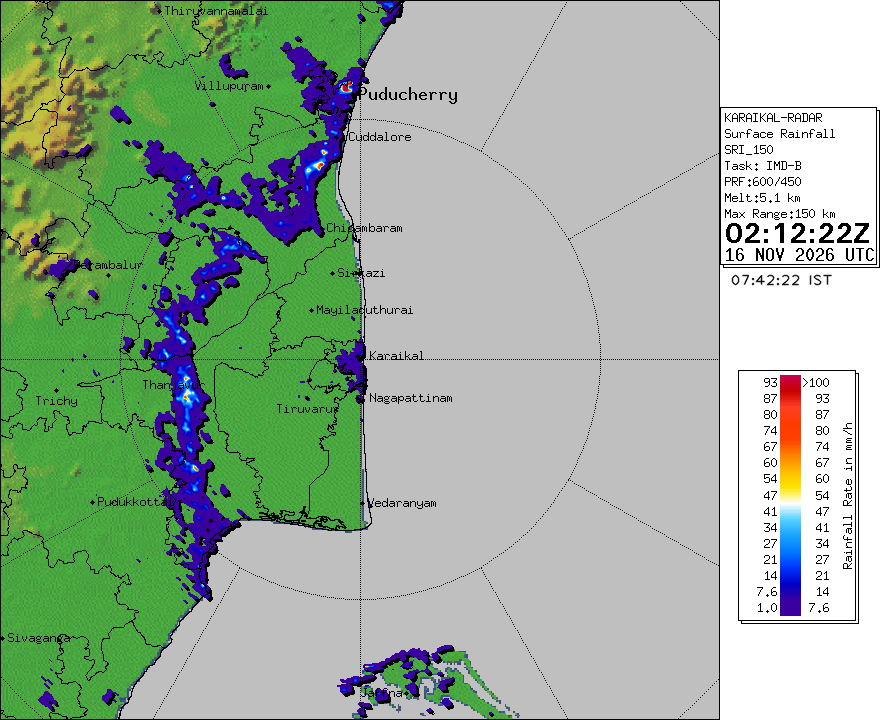 Thiruvannamalai
Villupuram
Puducherry
Cuddalore
Chidambaram
Perambalur
Sirkazi
Mayiladuthurai
Karaikal
Thanjavur
Trichy
Nagapattinam
Tiruvarur
Pudukkottai
Vedaranyam
Sivaganga
Jaffna
KARAIKAL-RADAR
Surface Rainfall
SRI_150
Task: IMD-B
PRF:600/450
Melt:5.1 km
Max Range:150 km
02:12:22Z
16 NOV 2026 UTC
07:42:22 IST
93 >100
87 93
80 87
74 80
67 74
60 67
54 60
47 54
41 47
34 41
27 34
21 27
14 21
7.6 14
1.0 7.6
Rainfall Rate in mm/h